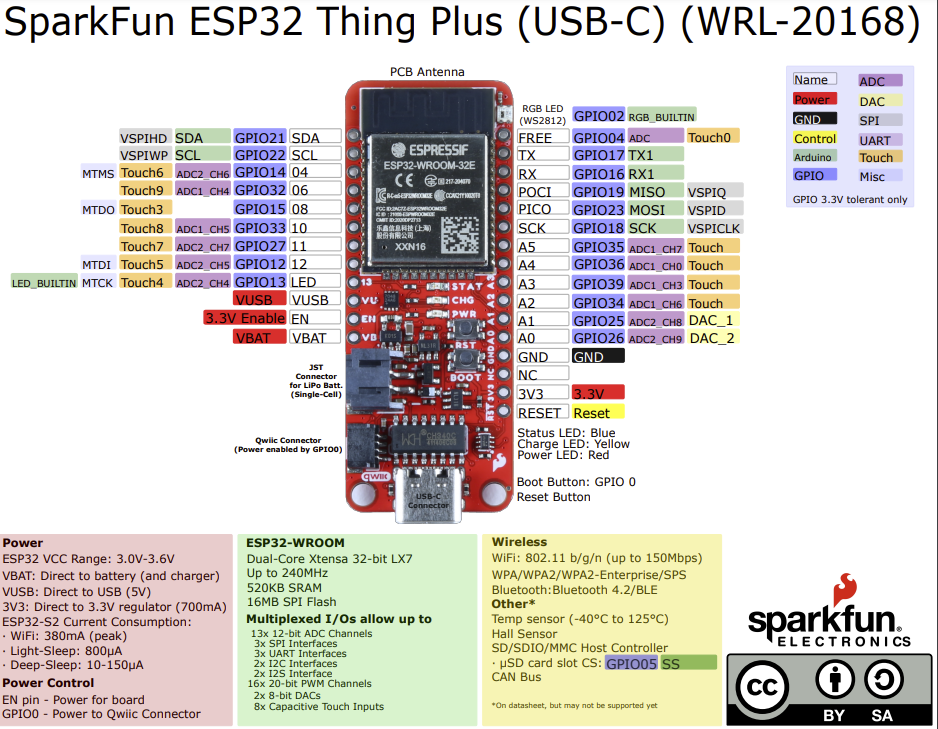 SparkFun ESP32 Thing Plus (USB-C) (WRL-20168)
PCB Antenna
Name ADC
Power DAC
GND SPI
Control UART
Arduino Touch
GPIO Misc
GPIO 3.3V tolerant only
VSPIHD SDA GPIO21 SDA
VSPIWP SCL GPIO22 SCL
MTMS Touch6 ADC2_CH6 GPIO14 04
Touch9 ADC1_CH4 GPIO32 06
MTDO Touch3 GPIO15 08
Touch8 ADC1_CH5 GPIO33 10
Touch7 ADC2_CH7 GPIO27 11
MTDI Touch5 ADC2_CH5 GPIO12 12
LED_BUILTIN MTCK Touch4 ADC2_CH4 GPIO13 LED
VUSB VUSB
3.3V Enable EN
VBAT VBAT
JST
Connector
for LiPo Batt.
(Single-Cell)
Qwiic Connector
(Power enabled by GPIO0)
ESPRESSIF
ESP32-WROOM-32E
CE
XXN16
13
VU
EN
VB
STAT
CHG
PWR
RST
BOOT
qwiic
USB-C
Connector
RGB LED
(WS2812) GPIO02 RGB_BUILTIN
FREE GPIO04 ADC Touch0
TX GPIO17 TX1
RX GPIO16 RX1
POCI GPIO19 MISO VSPIQ
PICO GPIO23 MOSI VSPID
SCK GPIO18 SCK VSPICLK
A5 GPIO35 ADC1_CH7 Touch
A4 GPIO36 ADC1_CH0 Touch
A3 GPIO39 ADC1_CH3 Touch
A2 GPIO34 ADC1_CH6 Touch
A1 GPIO25 ADC2_CH8 DAC_1
A0 GPIO26 ADC2_CH9 DAC_2
GND GND
NC
3V3 3.3V
RESET Reset
Status LED: Blue
Charge LED: Yellow
Power LED: Red
Boot Button: GPIO 0
Reset Button
Power
ESP32 VCC Range: 3.0V-3.6V
VBAT: Direct to battery (and charger)
VUSB: Direct to USB (5V)
3V3: Direct to 3.3V regulator (700mA)
ESP32-S2 Current Consumption:
· WiFi: 380mA (peak)
· Light-Sleep: 800µA
· Deep-Sleep: 10-150µA
Power Control
EN pin - Power for board
GPIO0 - Power to Qwiic Connector
ESP32-WROOM
Dual-Core Xtensa 32-bit LX7
Up to 240MHz
520KB SRAM
16MB SPI Flash
Multiplexed I/Os allow up to
13x 12-bit ADC Channels
3x SPI Interfaces
3x UART Interfaces
2x I2C Interfaces
2x I2S Interface
16x 20-bit PWM Channels
2x 8-bit DACs
8x Capacitive Touch Inputs
Wireless
WiFi: 802.11 b/g/n (up to 150Mbps)
WPA/WPA2/WPA2-Enterprise/SPS
Bluetooth:Bluetooth 4.2/BLE
Other*
Temp sensor (-40°C to 125°C)
Hall Sensor
SD/SDIO/MMC Host Controller
· µSD card slot CS: GPIO05 SS
CAN Bus
*On datasheet, but may not be supported yet
sparkfun®
ELECTRONICS
cc
BY SA